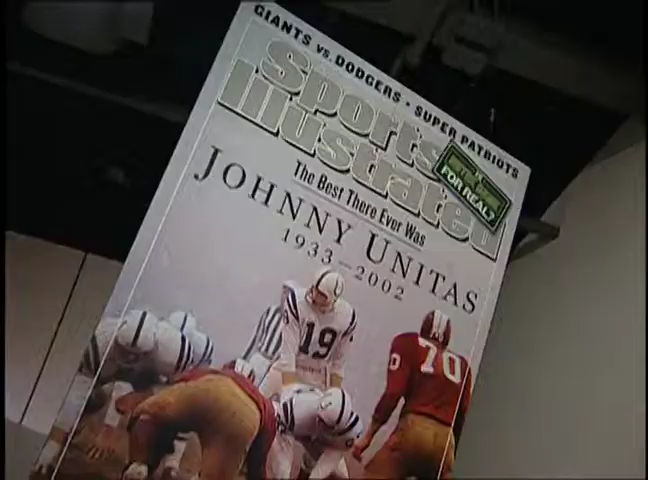 GIANTS vs. DODGERS • SUPER PATRIOTS
Sports
Illustrated
FOR REAL?
The Best There Ever Was
JOHNNY UNITAS
1933–2002
19
70